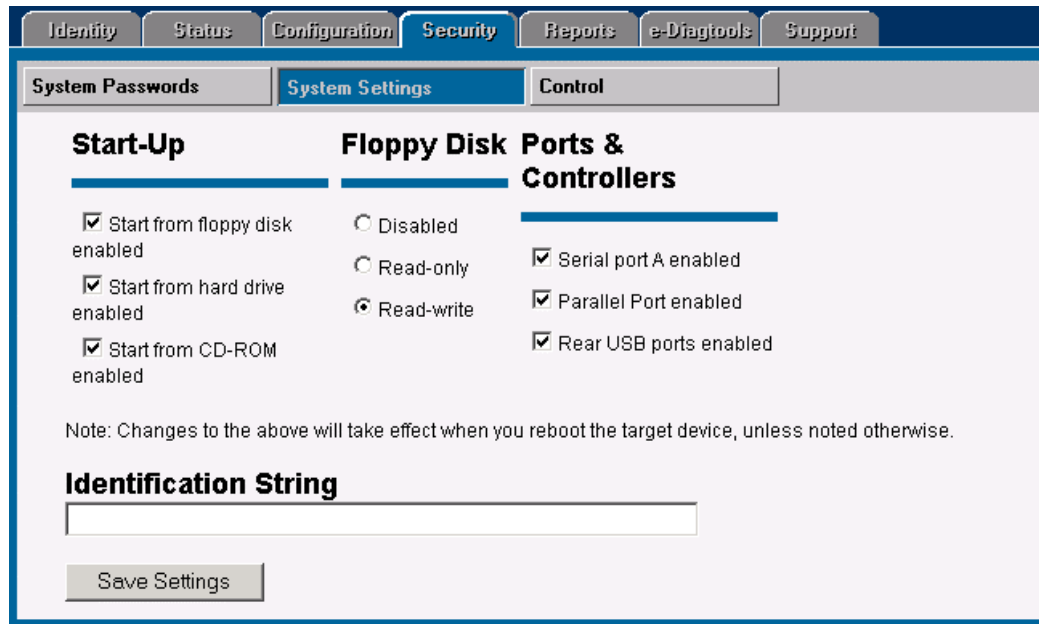 Identity Status Configuration Security Reports e-Diagtools Support
System Passwords System Settings Control
Start-Up
Start from floppy disk
enabled
Start from hard drive
enabled
Start from CD-ROM
enabled
Floppy Disk
Disabled
Read-only
Read-write
Ports &
Controllers
Serial port A enabled
Parallel Port enabled
Rear USB ports enabled
Note: Changes to the above will take effect when you reboot the target device, unless noted otherwise.
Identification String
Save Settings